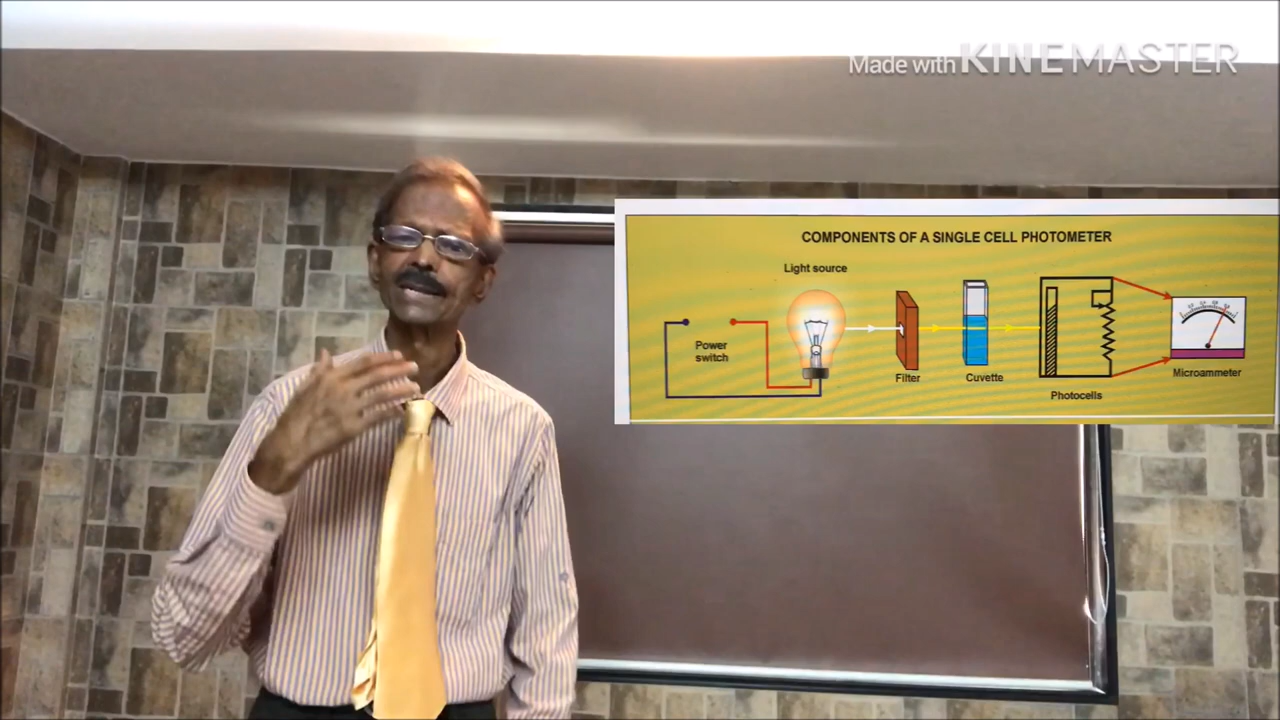 Made with KINEMASTER
COMPONENTS OF A SINGLE CELL PHOTOMETER
Light source
Power
switch
Filter
Cuvette
Photocells
Microammeter